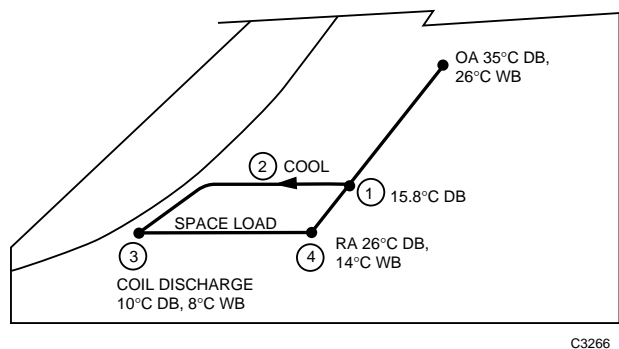 OA 35°C DB,
26°C WB
2 COOL
1 15.8°C DB
SPACE LOAD
3
4
RA 26°C DB,
14°C WB
COIL DISCHARGE
10°C DB, 8°C WB
C3266